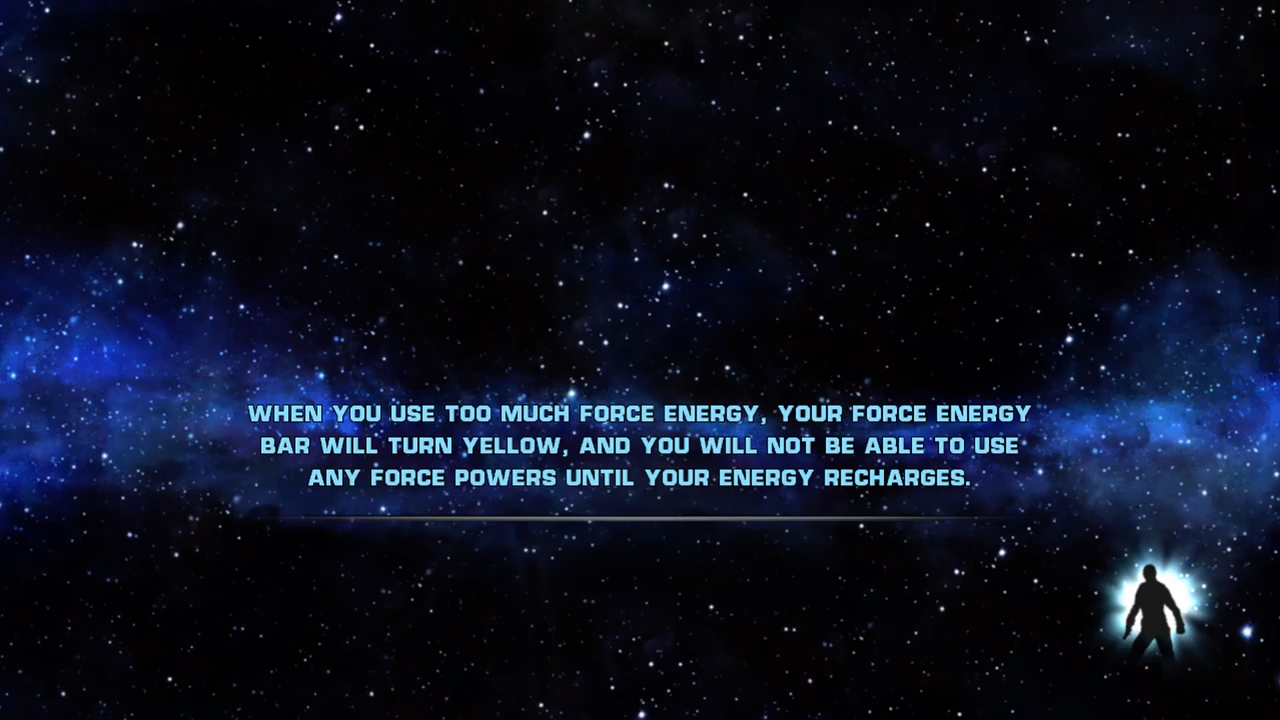 WHEN YOU USE TOO MUCH FORCE ENERGY, YOUR FORCE ENERGY
BAR WILL TURN YELLOW, AND YOU WILL NOT BE ABLE TO USE
ANY FORCE POWERS UNTIL YOUR ENERGY RECHARGES.